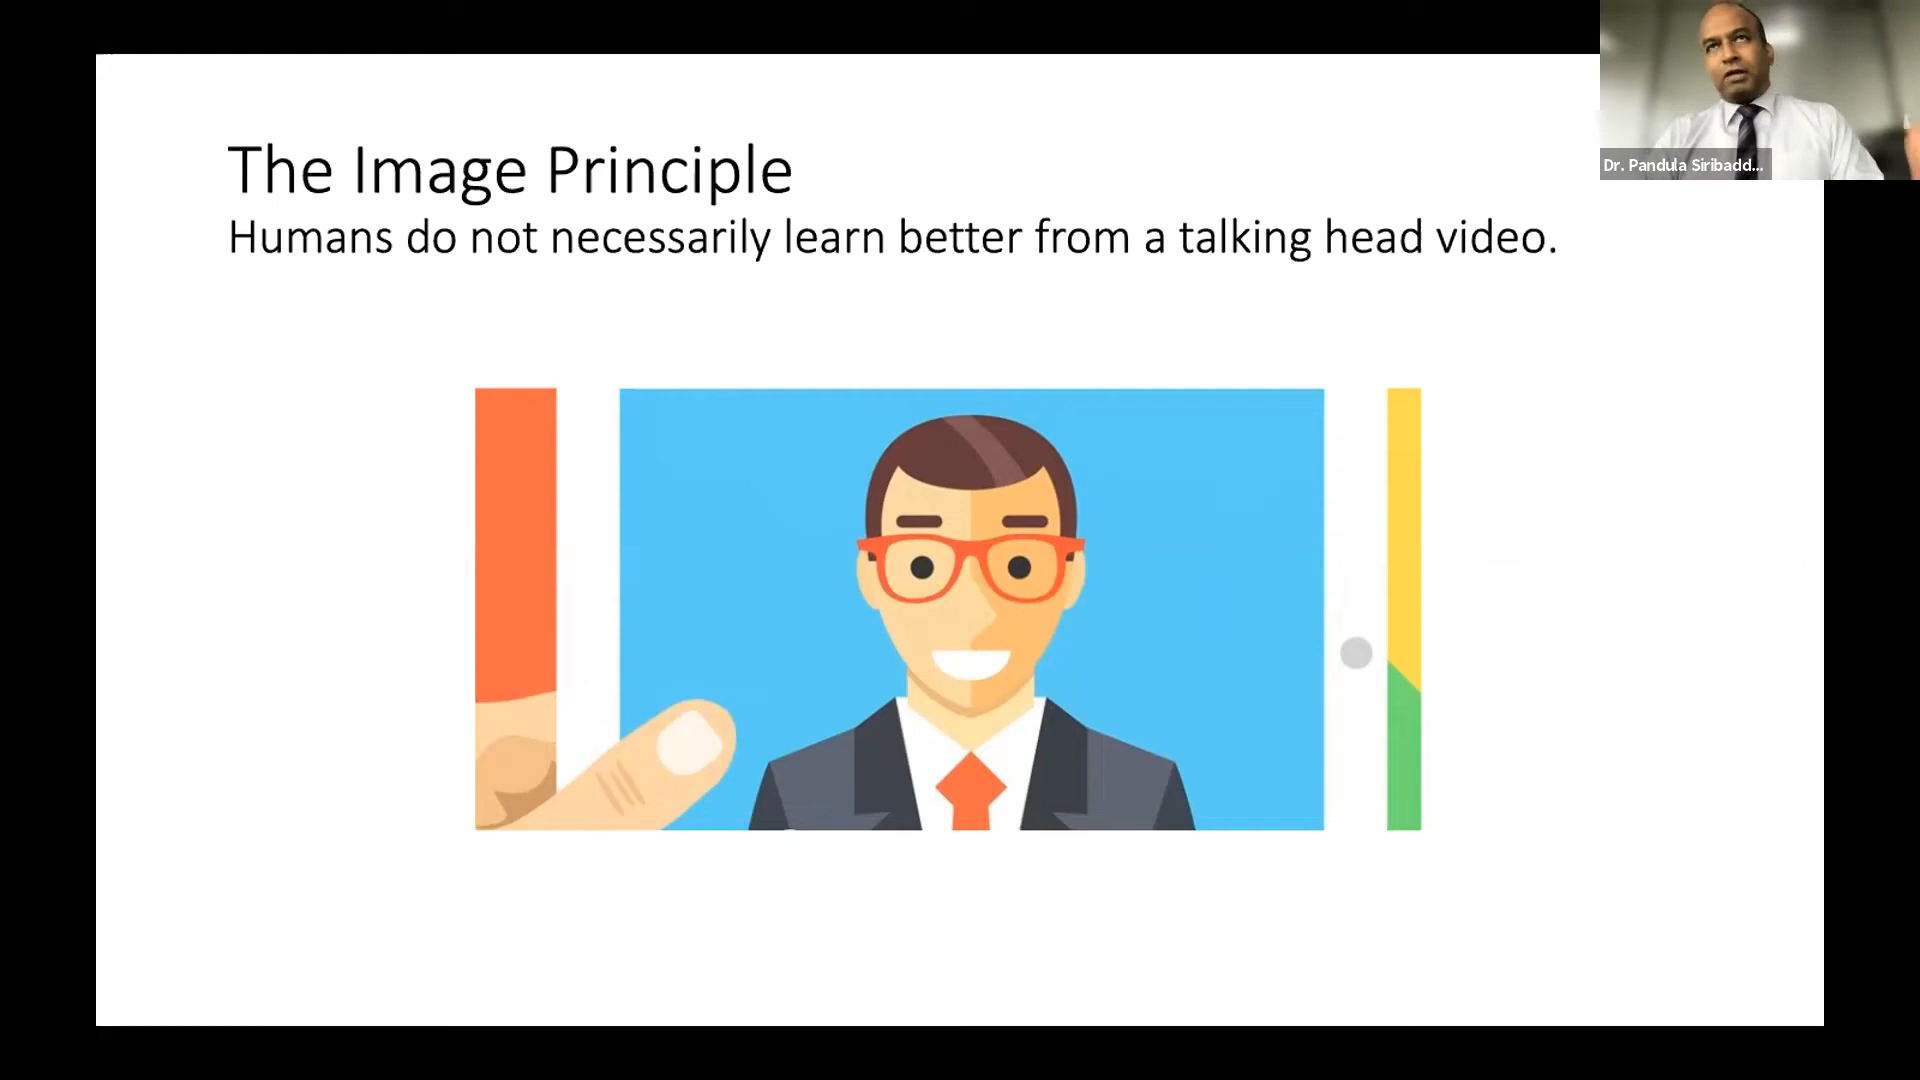 The Image Principle
Humans do not necessarily learn better from a talking head video.
Dr. Pandula Siribadd...